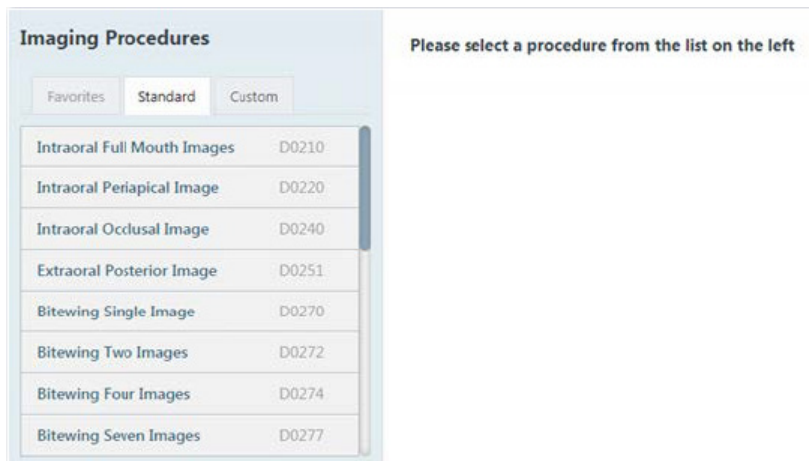 Imaging Procedures
Please select a procedure from the list on the left
Favorites Standard Custom
Intraoral Full Mouth Images D0210
Intraoral Periapical Image D0220
Intraoral Occlusal Image D0240
Extraoral Posterior Image D0251
Bitewing Single Image D0270
Bitewing Two Images D0272
Bitewing Four Images D0274
Bitewing Seven Images D0277